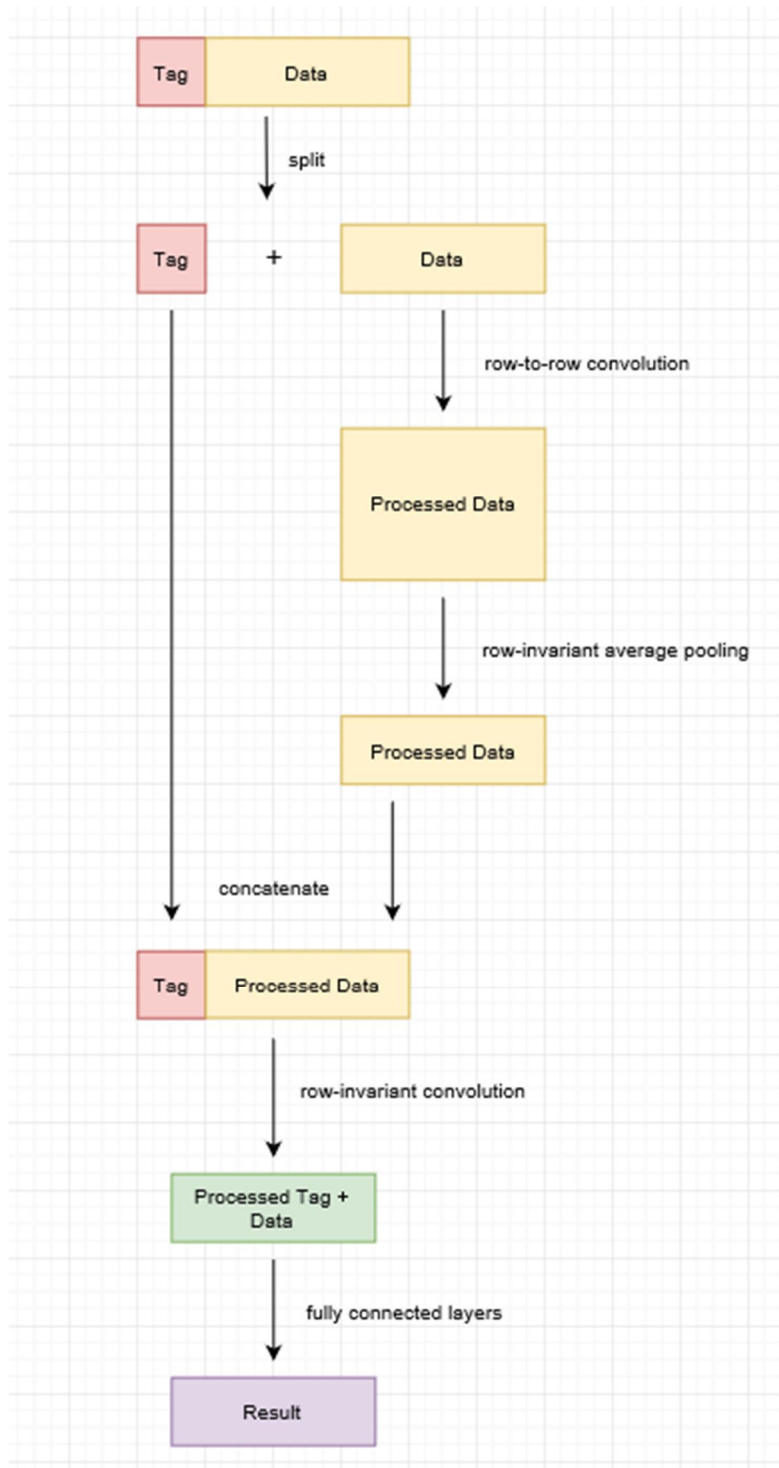 Tag
Data
split
Tag
+
Data
row-to-row convolution
Processed Data
row-invariant average pooling
Processed Data
concatenate
Tag
Processed Data
row-invariant convolution
Processed Tag +
Data
fully connected layers
Result